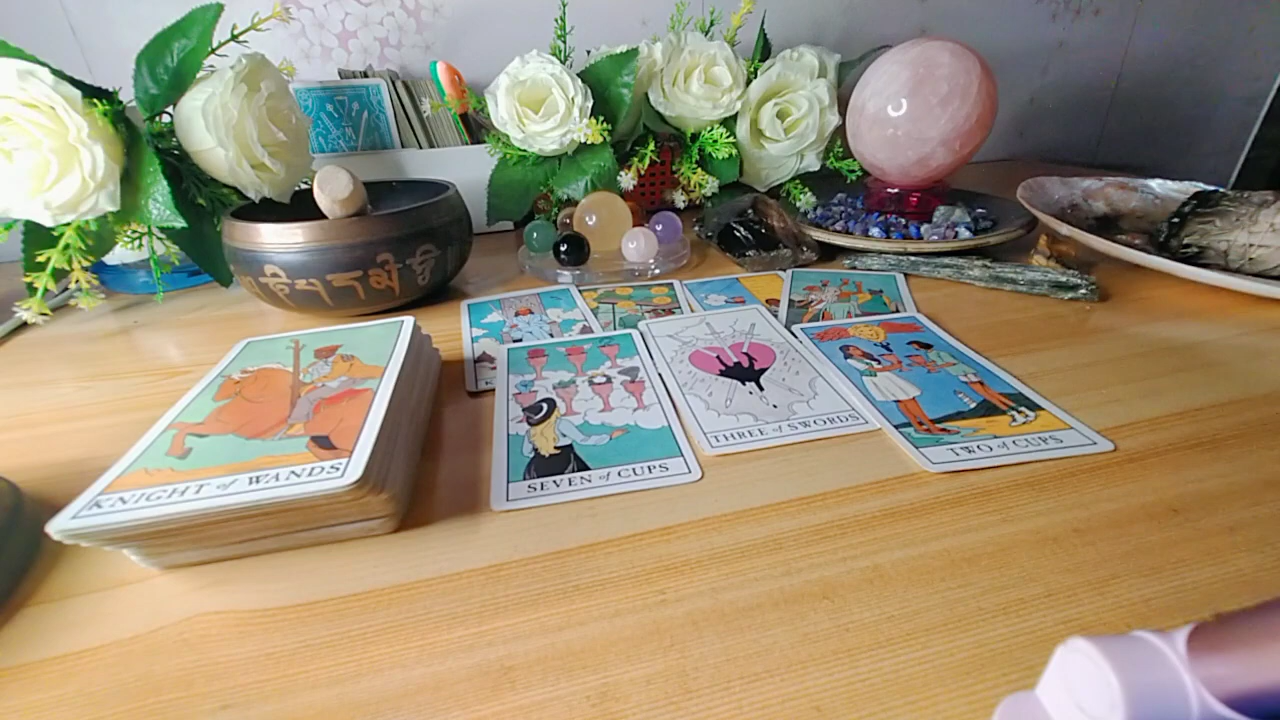 KNIGHT of WANDS
SEVEN of CUPS
THREE of SWORDS
TWO of CUPS